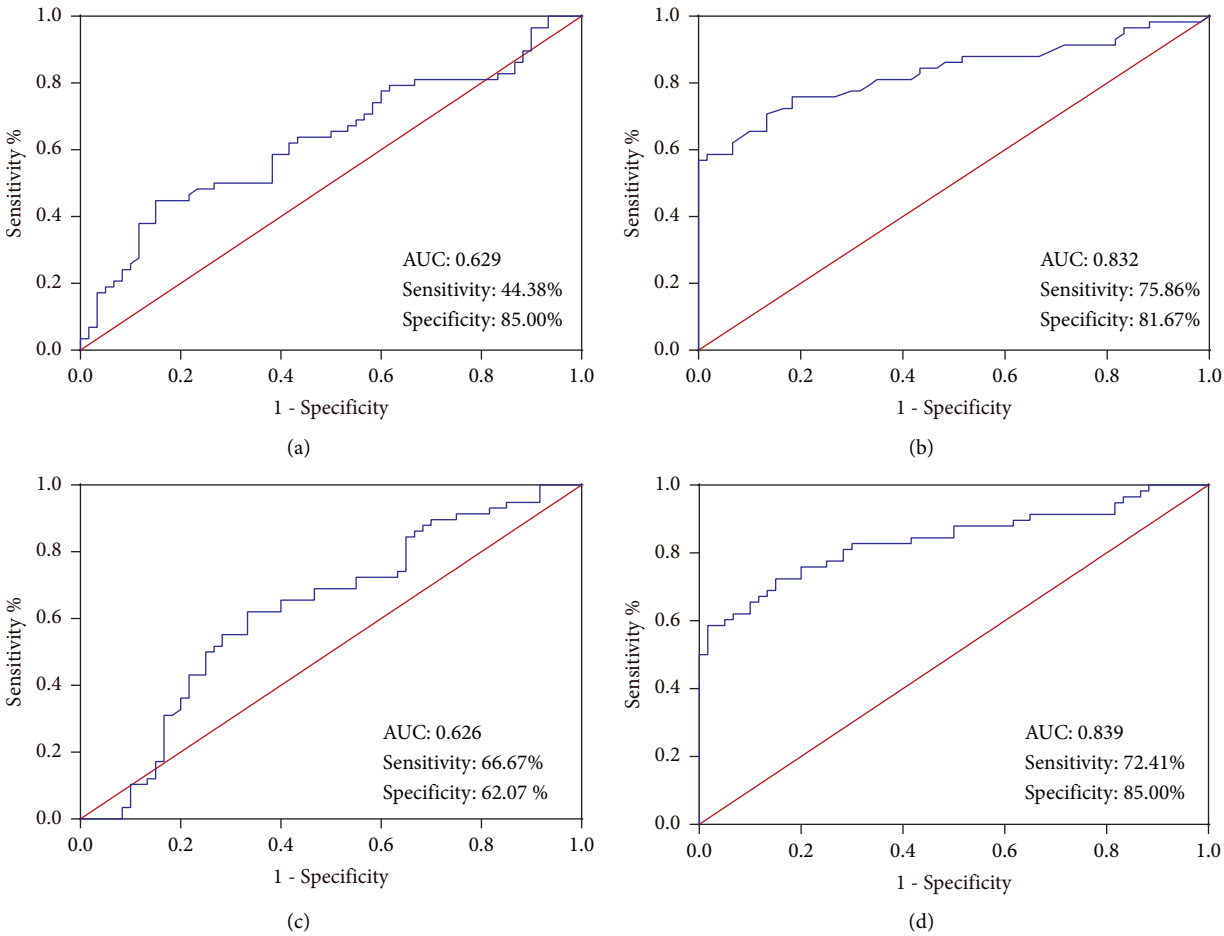 1.0
0.8
0.6
0.4
0.2
0.0
Sensitivity %
AUC: 0.629
Sensitivity: 44.38%
Specificity: 85.00%
0.0 0.2 0.4 0.6 0.8 1.0
1 - Specificity
(a)
1.0
0.8
0.6
0.4
0.2
0.0
Sensitivity %
AUC: 0.832
Sensitivity: 75.86%
Specificity: 81.67%
0.0 0.2 0.4 0.6 0.8 1.0
1 - Specificity
(b)
1.0
0.8
0.6
0.4
0.2
0.0
Sensitivity %
AUC: 0.626
Sensitivity: 66.67%
Specificity: 62.07 %
0.0 0.2 0.4 0.6 0.8 1.0
1 - Specificity
(c)
1.0
0.8
0.6
0.4
0.2
0.0
Sensitivity %
AUC: 0.839
Sensitivity: 72.41%
Specificity: 85.00%
0.0 0.2 0.4 0.6 0.8 1.0
1 - Specificity
(d)